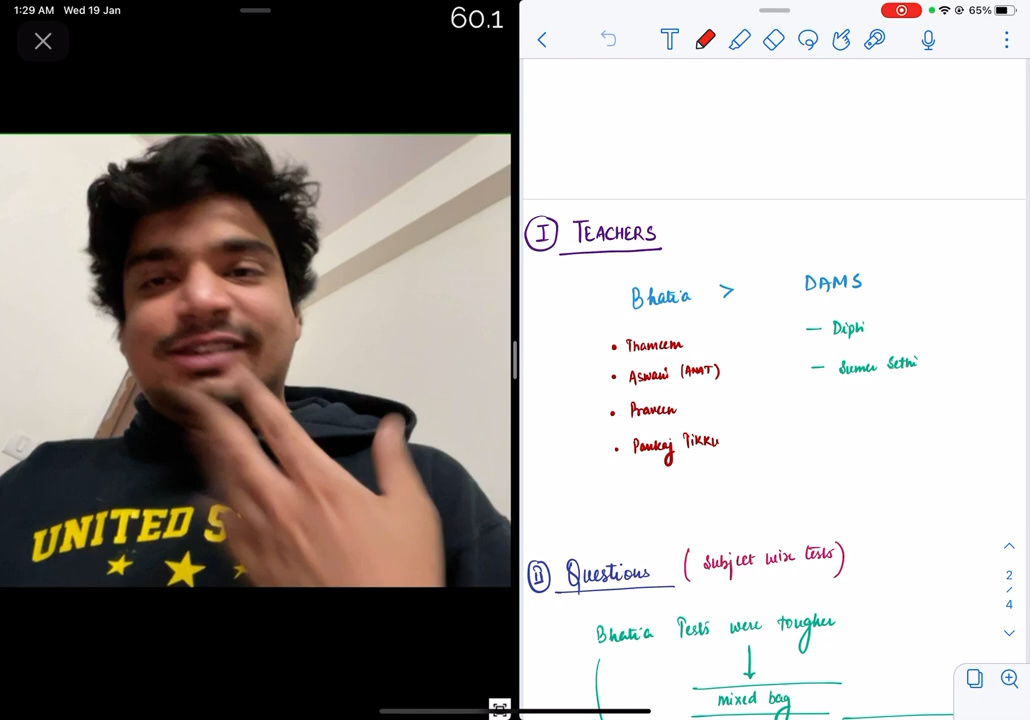 1:29 AM Wed 19 Jan
60.1
65%
T
UNITED S
I TEACHERS
Bhatia > DAMS
• Thameem
— Dipti
• Aswani (ANAT)
— Sumer Sethi
• Praveen
• Pankaj Tikku
II Questions (Subject wise tests)
Bhatia Tests were tougher
mixed bag
2
/
4